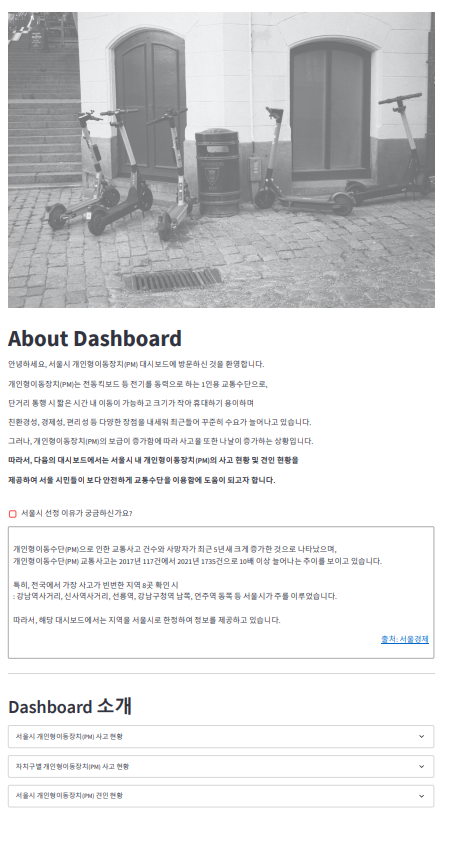 About Dashboard
안녕하세요, 서울시 개인형이동장치(PM) 대시보드에 방문하신 것을 환영합니다.
개인형이동장치(PM)는 전동킥보드 등 전기를 동력으로 하는 1인용 교통수단으로,
단거리 통행 시 짧은 시간 내 이동이 가능하고 크기가 작아 휴대하기 용이하며
친환경성, 경제성, 편리성 등 다양한 장점을 내세워 최근들어 꾸준히 수요가 늘어나고 있습니다.
그러나, 개인형이동장치(PM)의 보급이 증가함에 따라 사고율 또한 나날이 증가하는 상황입니다.
따라서, 다음의 대시보드에서는 서울시 내 개인형이동장치(PM)의 사고 현황 및 견인 현황을
제공하여 서울 시민들이 보다 안전하게 교통수단을 이용함에 도움이 되고자 합니다.
서울시 선정 이유가 궁금하신가요?
개인형이동수단(PM)으로 인한 교통사고 건수와 사망자가 최근 5년새 크게 증가한 것으로 나타났으며,
개인형이동장치(PM) 교통사고는 2017년 117건에서 2021년 1735건으로 10배 이상 늘어나는 추이를 보이고 있습니다.
특히, 전국에서 가장 사고가 빈번한 지역 8곳 확인 시
: 강남역사거리, 신사역사거리, 선릉역, 강남구청역 남쪽, 언주역 동쪽 등 서울시가 주를 이루었습니다.
따라서, 해당 대시보드에서는 지역을 서울시로 한정하여 정보를 제공하고 있습니다.
출처: 서울경제
Dashboard 소개
서울시 개인형이동장치(PM) 사고 현황
자치구별 개인형이동장치(PM) 사고 현황
서울시 개인형이동장치(PM) 견인 현황